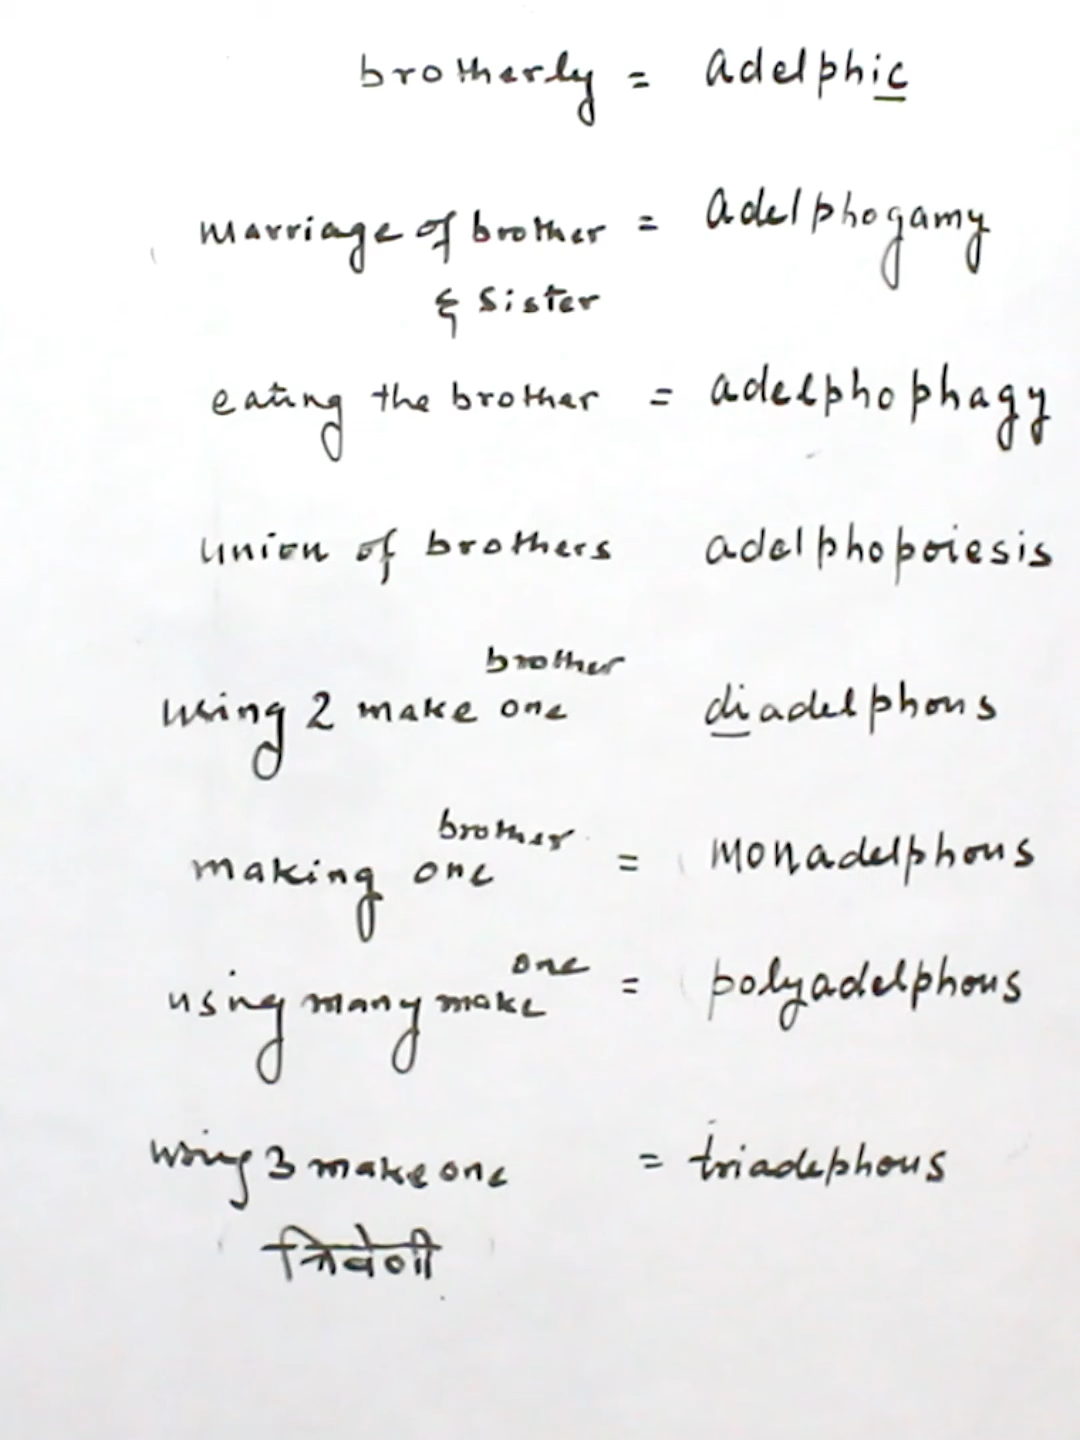 brotherly = adelphic
marriage of brother = adelphogamy
& sister
eating the brother = adelphophagy
union of brothers adelphopoiesis
brother
using 2 make one diadelphous
brother
making one = monadelphous
one
using many make = polyadelphous
using 3 make one = triadephous
त्रिवेणी